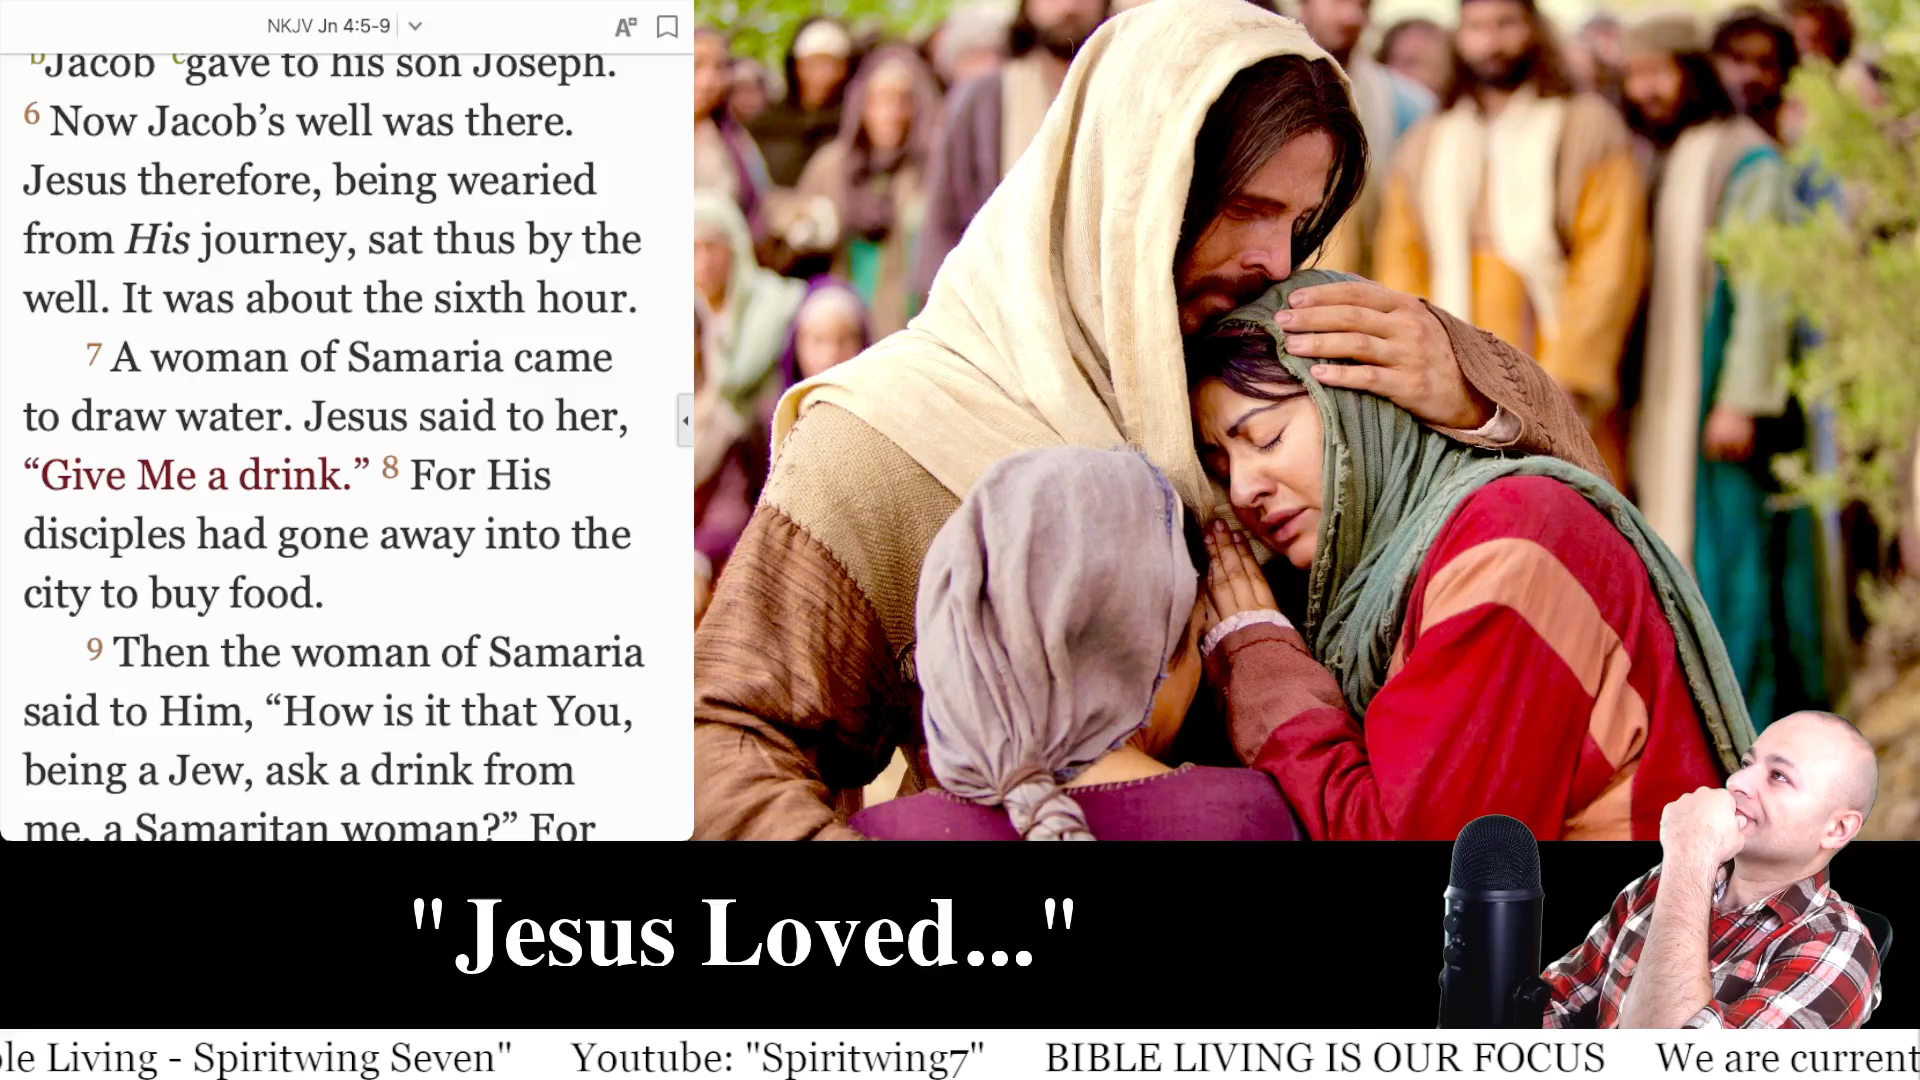 NKJV Jn 4:5-9
bJacob cgave to his son Joseph.
6 Now Jacob’s well was there.
Jesus therefore, being wearied
from His journey, sat thus by the
well. It was about the sixth hour.
7 A woman of Samaria came
to draw water. Jesus said to her,
“Give Me a drink.” 8 For His
disciples had gone away into the
city to buy food.
9 Then the woman of Samaria
said to Him, “How is it that You,
being a Jew, ask a drink from
me, a Samaritan woman?” For
"Jesus Loved..."
ble Living - Spiritwing Seven" Youtube: "Spiritwing7" BIBLE LIVING IS OUR FOCUS We are current